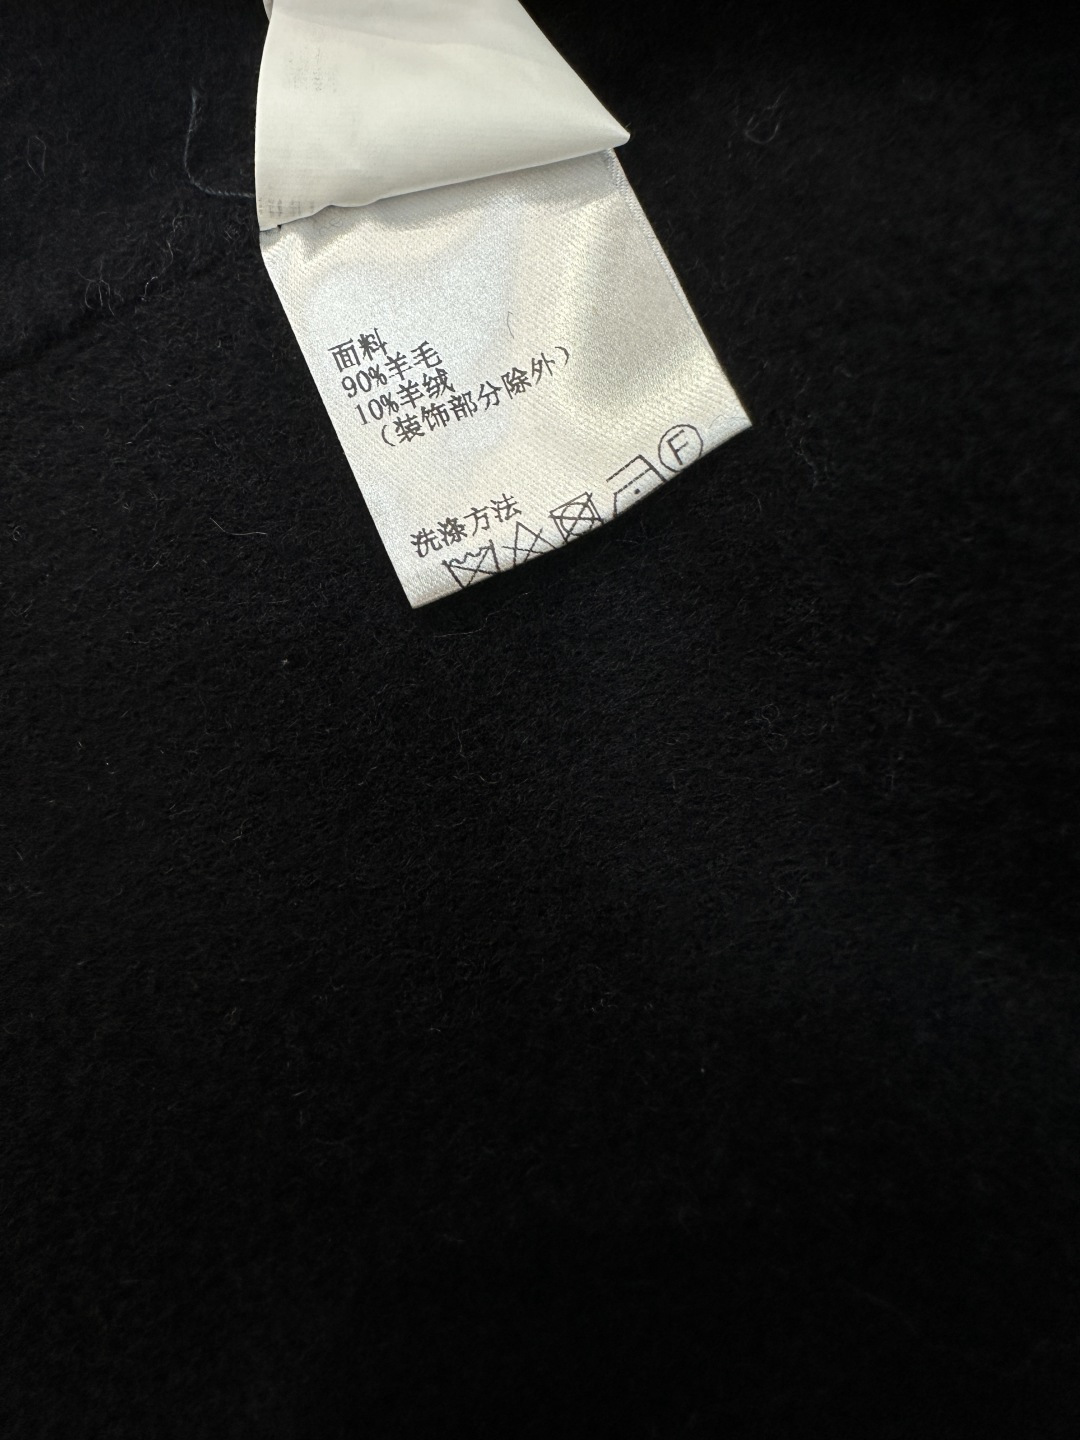 面料
90%羊毛
10%羊绒
（装饰部分除外）
洗涤方法
F